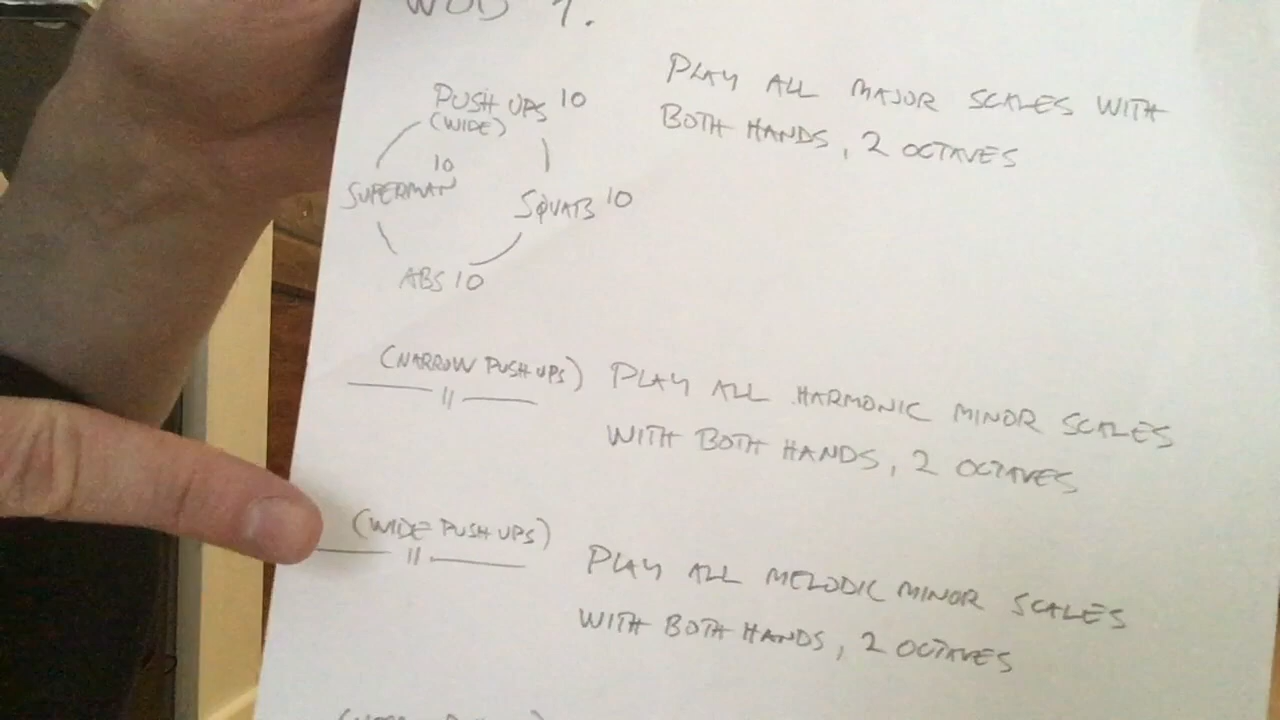 WOD 1.
PUSH UPS 10
(WIDE)
SUPERMAN 10
SQUATS 10
ABS 10
PLAY ALL MAJOR SCALES WITH
BOTH HANDS, 2 OCTAVES
(NARROW PUSH UPS)
— 11 —
PLAY ALL HARMONIC MINOR SCALES
WITH BOTH HANDS, 2 OCTAVES
(WIDE PUSH UPS)
— 11 —
PLAY ALL MELODIC MINOR SCALES
WITH BOTH HANDS, 2 OCTAVES